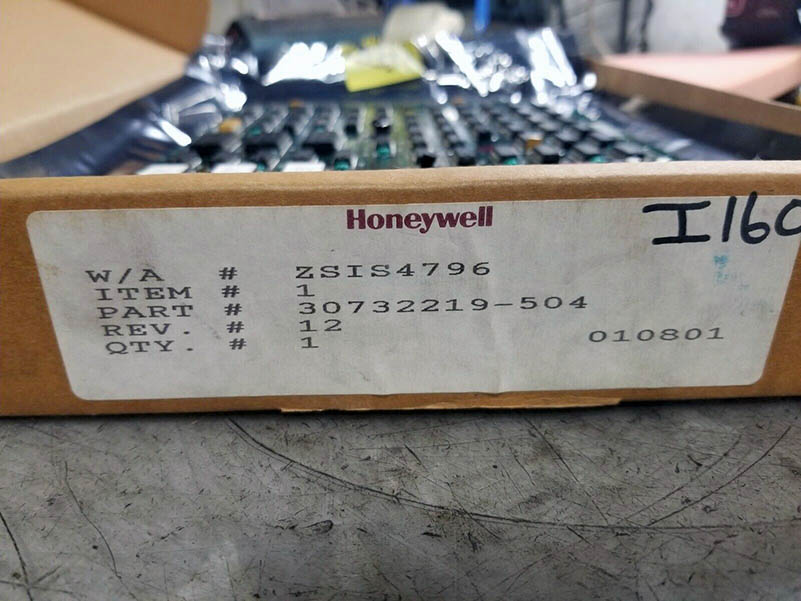 Honeywell
I160
W/A # ZSIS4796
ITEM # 1
PART # 30732219-504
REV. # 12
QTY. # 1
010801